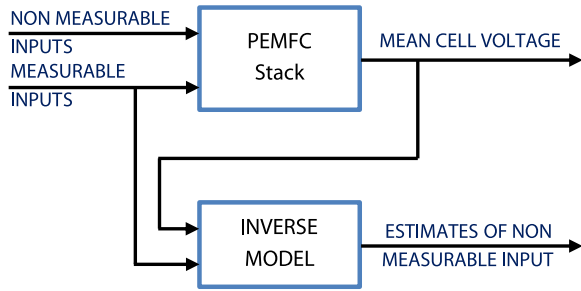 NON MEASURABLE
INPUTS
MEASURABLE
INPUTS
PEMFC
Stack
MEAN CELL VOLTAGE
INVERSE
MODEL
ESTIMATES OF NON
MEASURABLE INPUT